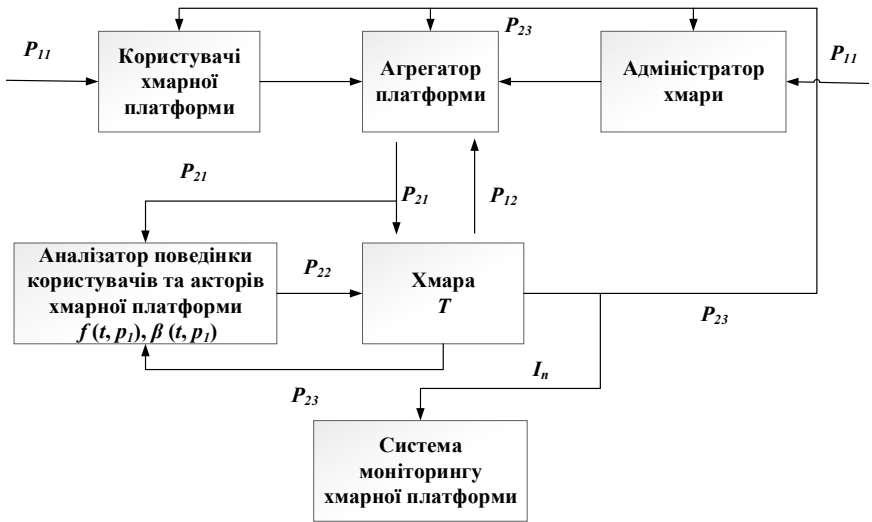 P₂₃
P₁₁
Користувачі
хмарної
платформи
Агрегатор
платформи
Адміністратор
хмари
P₁₁
P₂₁
P₂₁
P₁₂
Аналізатор поведінки
користувачів та акторів
хмарної платформи
f (t, p₁), β (t, p₁)
P₂₂
Хмара
T
P₂₃
P₂₃
Iₙ
Система
моніторингу
хмарної платформи